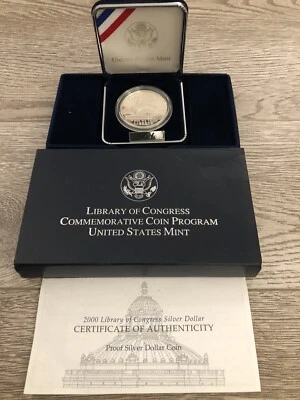 United States Mint
Library of Congress
Commemorative Coin Program
United States Mint
2000 Library of Congress Silver Dollar
CERTIFICATE OF AUTHENTICITY
Proof Silver Dollar Coin